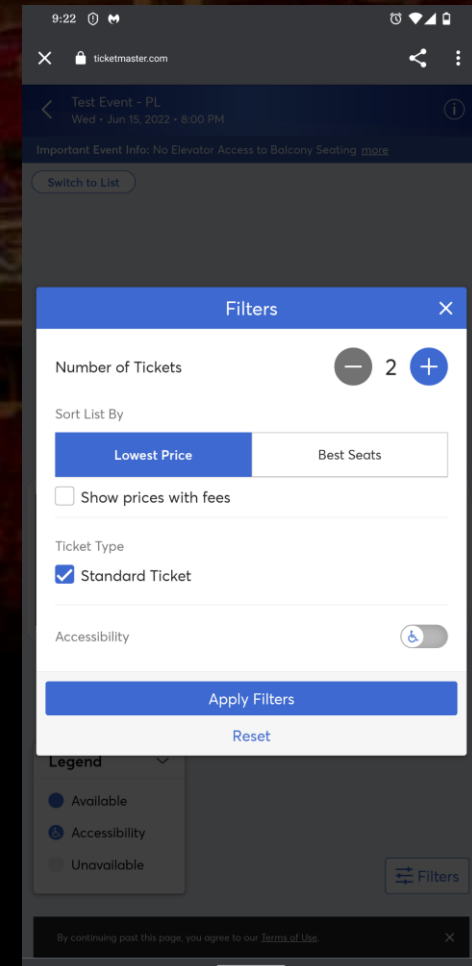 9:22
ticketmaster.com
Test Event - PL
Wed • Jun 15, 2022 • 8:00 PM
Important Event Info: No Elevator Access to Balcony Seating more
Switch to List
Filters
Number of Tickets 2
Sort List By
Lowest Price Best Seats
Show prices with fees
Ticket Type
Standard Ticket
Accessibility
Apply Filters
Reset
Legend
Available
Accessibility
Unavailable
Filters
By continuing past this page, you agree to our Terms of Use.